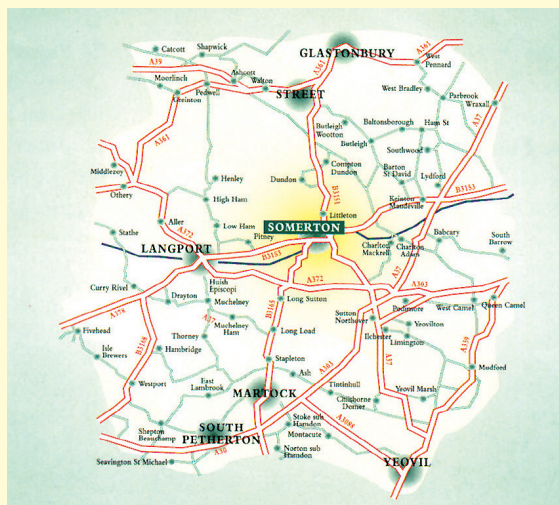 GLASTONBURY
A361
A361
Catcott
Shapwick
A39
West
Pennard
Moorlinch
Ashcott
Walton
Pedwell
Greinton
STREET
West Bradley
Parbrook
Wraxall
A37
Butleigh
Wootton
Baltonsborough
Ham St
Butleigh
Southwood
A361
Middlezoy
Othery
Henley
Compton
Dundon
Dundon
Barton
St David
Lydford
B3151
B3153
High Ham
Keinton
Mandeville
Littleton
Aller
A372
Low Ham
Pitney
SOMERTON
Stathe
LANGPORT
B3153
Charlton
Mackrell
Charlton
Adam
Babcary
South
Barrow
A37
Curry Rivel
Huish
Episcopi
A372
A303
Drayton
Muchelney
Long Sutton
B3165
A378
Podimore
West Camel
Queen Camel
Sutton
Northover
Muchelney
Ham
Yeovilton
Ilchester
Limington
Fivehead
Thorney
Long Load
Isle
Brewers
Hambridge
B3168
A37
A359
Stapleton
Mudford
Ash
A303
Westport
East
Lambrook
Tintinhull
Yeovil Marsh
MARTOCK
Chilthorne
Domer
Shepton
Beauchamp
SOUTH
PETHERTON
Stoke sub
Hamdon
A3088
Montacute
Norton sub
Hamdon
Seavington St Michael
YEOVIL